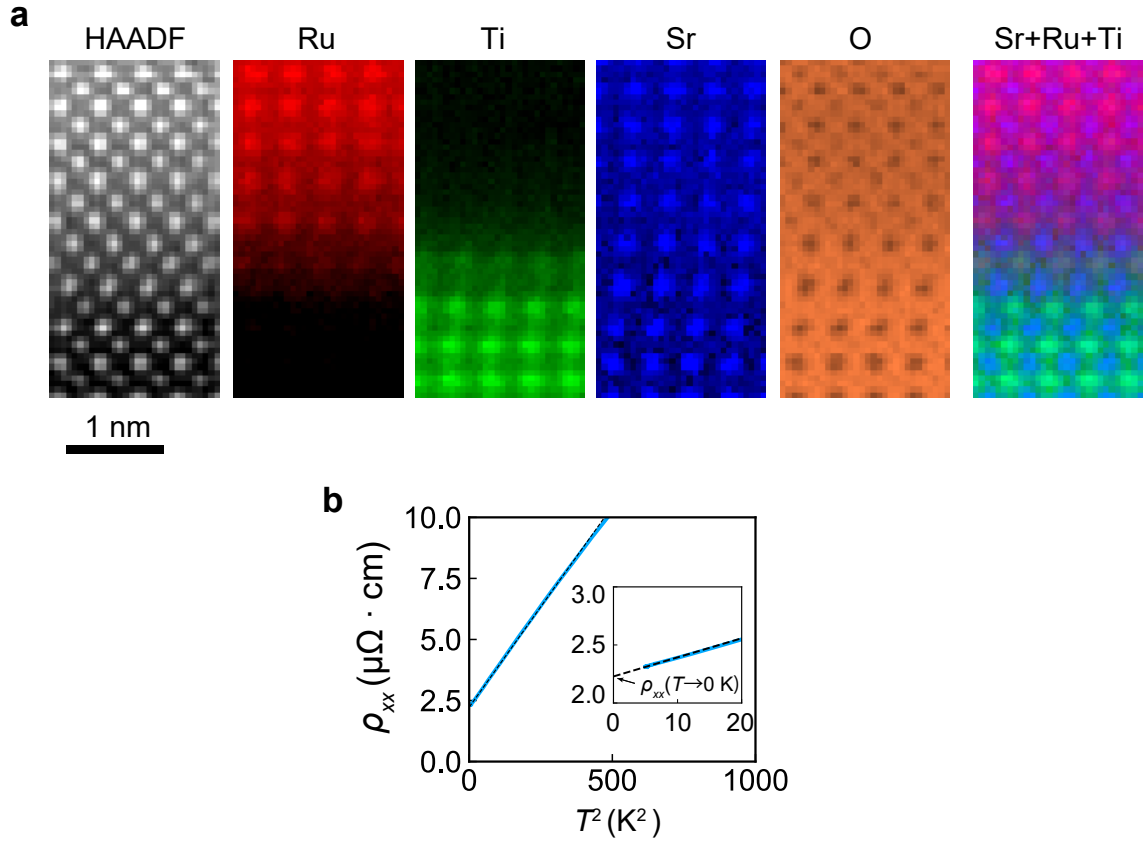 a
HAADF Ru Ti Sr O Sr+Ru+Ti
1 nm
b
10.0
7.5
5.0
2.5
0.0
ρxx (μΩ · cm)
3.0
2.5
2.0
ρxx(T→0 K)
0 10 20
0 500 1000
T² (K²)